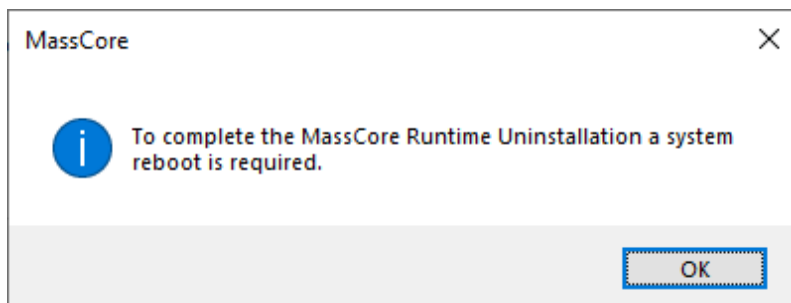 MassCore
To complete the MassCore Runtime Uninstallation a system
reboot is required.
OK